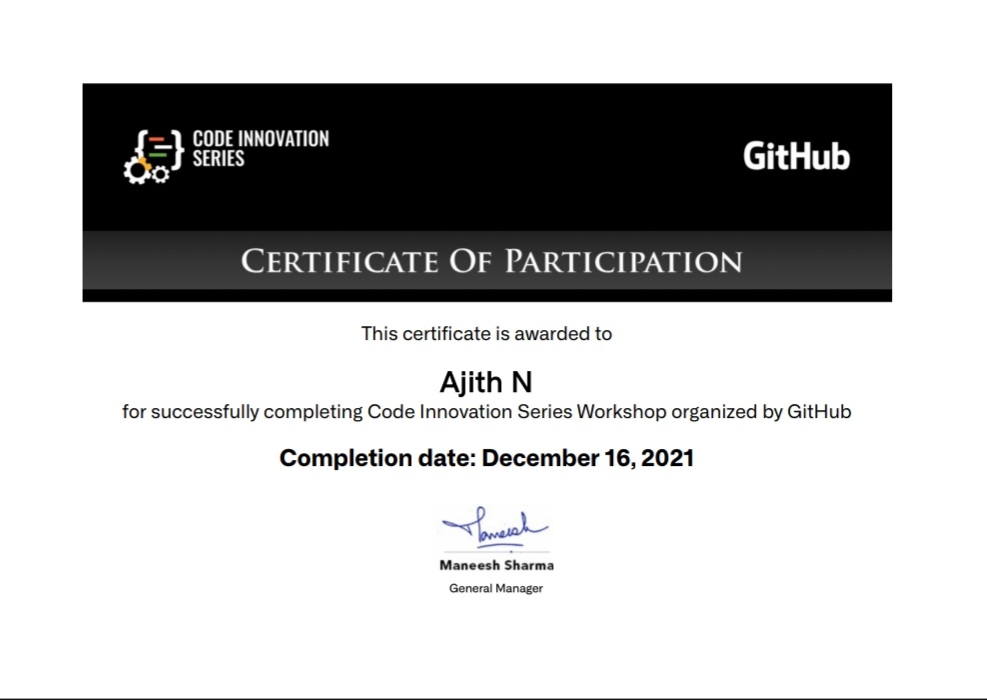 CODE INNOVATION
SERIES
GitHub
CERTIFICATE OF PARTICIPATION
This certificate is awarded to
Ajith N
for successfully completing Code Innovation Series Workshop organized by GitHub
Completion date: December 16, 2021
Maneesh
Maneesh Sharma
General Manager